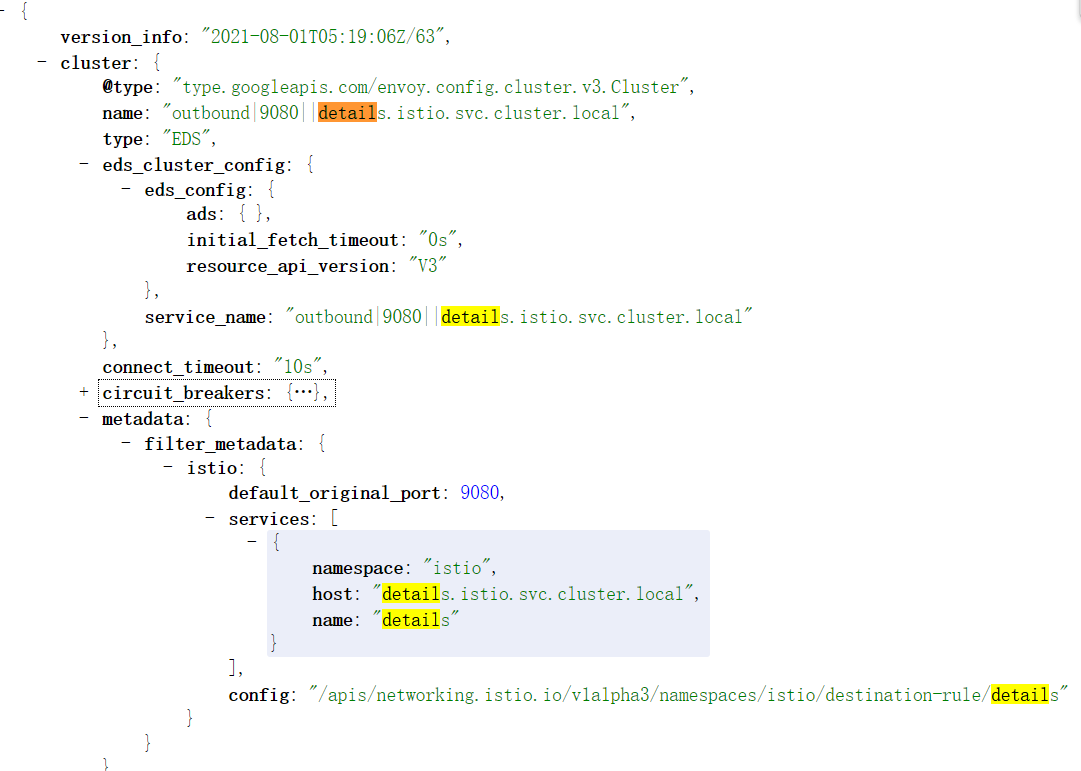 - {
version_info: "2021-08-01T05:19:06Z/63",
- cluster: {
@type: "type.googleapis.com/envoy.config.cluster.v3.Cluster",
name: "outbound|9080||details.istio.svc.cluster.local",
type: "EDS",
- eds_cluster_config: {
- eds_config: {
ads: { },
initial_fetch_timeout: "0s",
resource_api_version: "V3"
},
service_name: "outbound|9080||details.istio.svc.cluster.local"
},
connect_timeout: "10s",
+ circuit_breakers: {…},
- metadata: {
- filter_metadata: {
- istio: {
default_original_port: 9080,
- services: [
- {
namespace: "istio",
host: "details.istio.svc.cluster.local",
name: "details"
}
],
config: "/apis/networking.istio.io/v1alpha3/namespaces/istio/destination-rule/details"
}
}
}